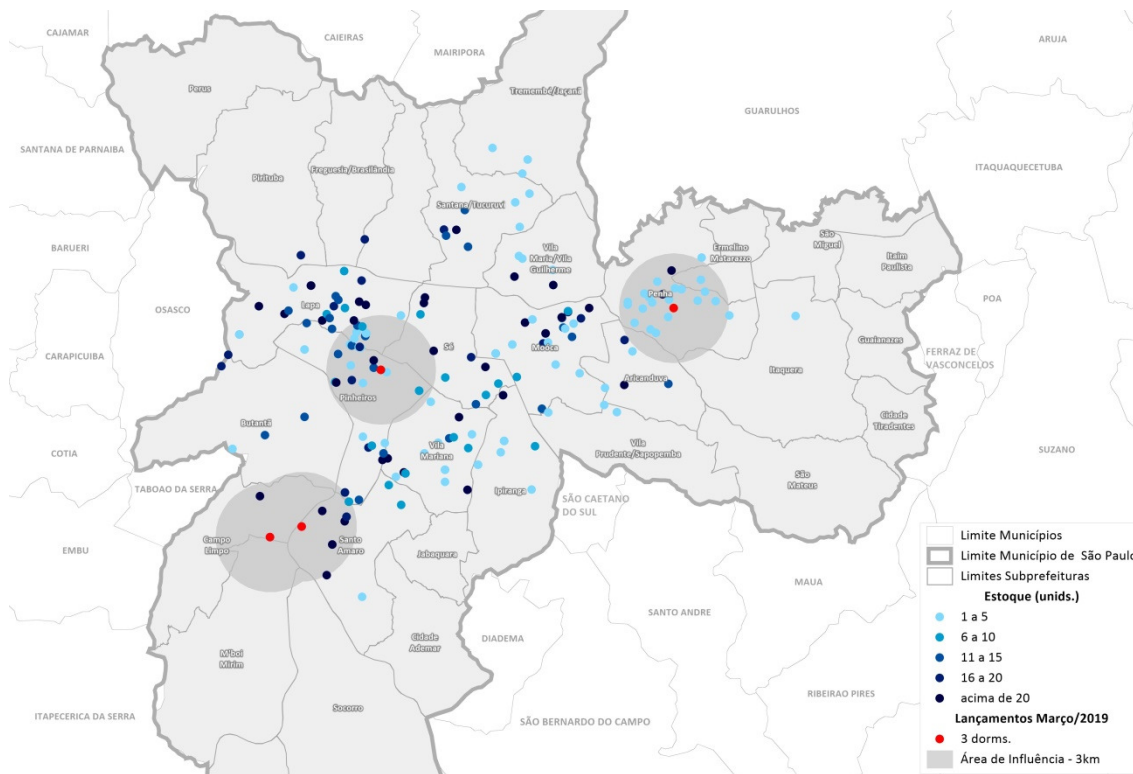 CAJAMAR
CAIEIRAS
MAIRIPORA
ARUJA
Perus
Tremembé/Jaçanã
GUARULHOS
SANTANA DE PARNAIBA
Pirituba
Freguesia/Brasilândia
ITAQUAQUECETUBA
Santana/Tucuruvi
BARUERI
Vila
Maria/Vila
Guilherme
Ermelino
Matarazzo
São
Miguel
Itaim
Paulista
OSASCO
Lapa
Penha
POA
CARAPICUIBA
Sé
Mooca
Guaianazes
FERRAZ DE
VASCONCELOS
Itaquera
Aricanduva
Pinheiros
Butantã
Cidade
Tiradentes
COTIA
Vila
Mariana
Vila
Prudente/Sapopemba
SUZANO
TABOAO DA SERRA
Ipiranga
SÃO CAETANO
DO SUL
São
Mateus
Campo
Limpo
Santo
Amaro
EMBU
Jabaquara
MAUA
SANTO ANDRE
Cidade
Ademar
DIADEMA
M'boi
Mirim
RIBEIRAO PIRES
Socorro
ITAPECERICA DA SERRA
SÃO BERNARDO DO CAMPO
Limite Municípios
Limite Município de São Paulo
Limites Subprefeituras
Estoque (unids.)
1 a 5
6 a 10
11 a 15
16 a 20
acima de 20
Lançamentos Março/2019
3 dorms.
Área de Influência - 3km